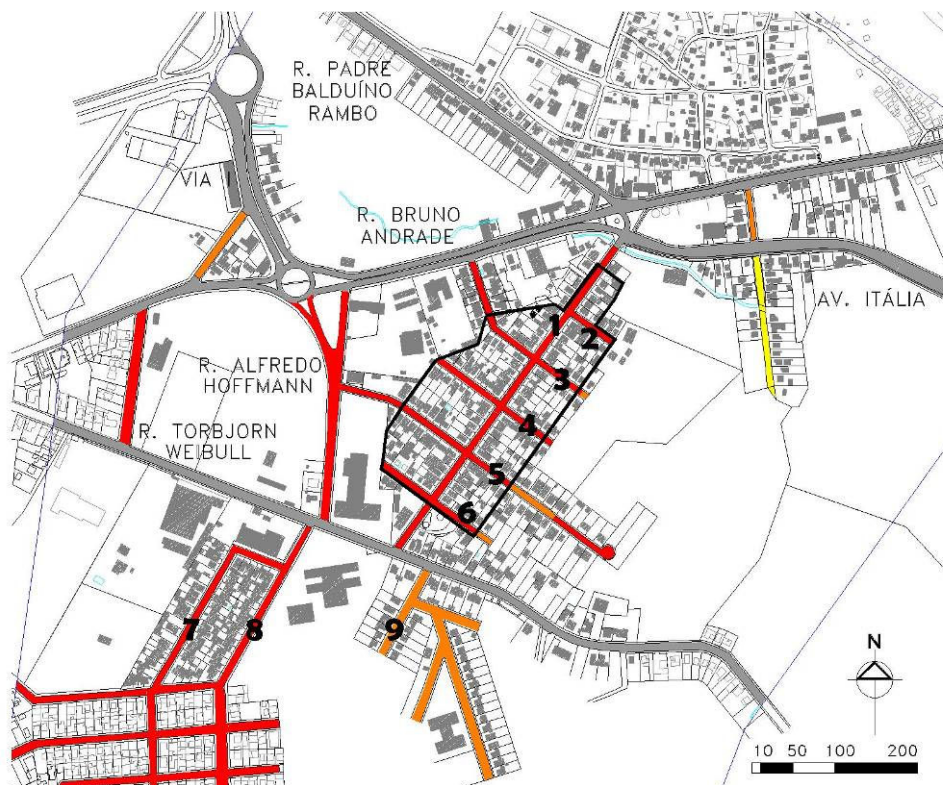 R. PADRE
BALDUÍNO
RAMBO
VIA I
R. BRUNO
ANDRADE
AV. ITÁLIA
R. ALFREDO
HOFFMANN
R. TORBJORN
WEIBULL
1
2
3
4
5
6
7
8
9
N
10 50 100 200